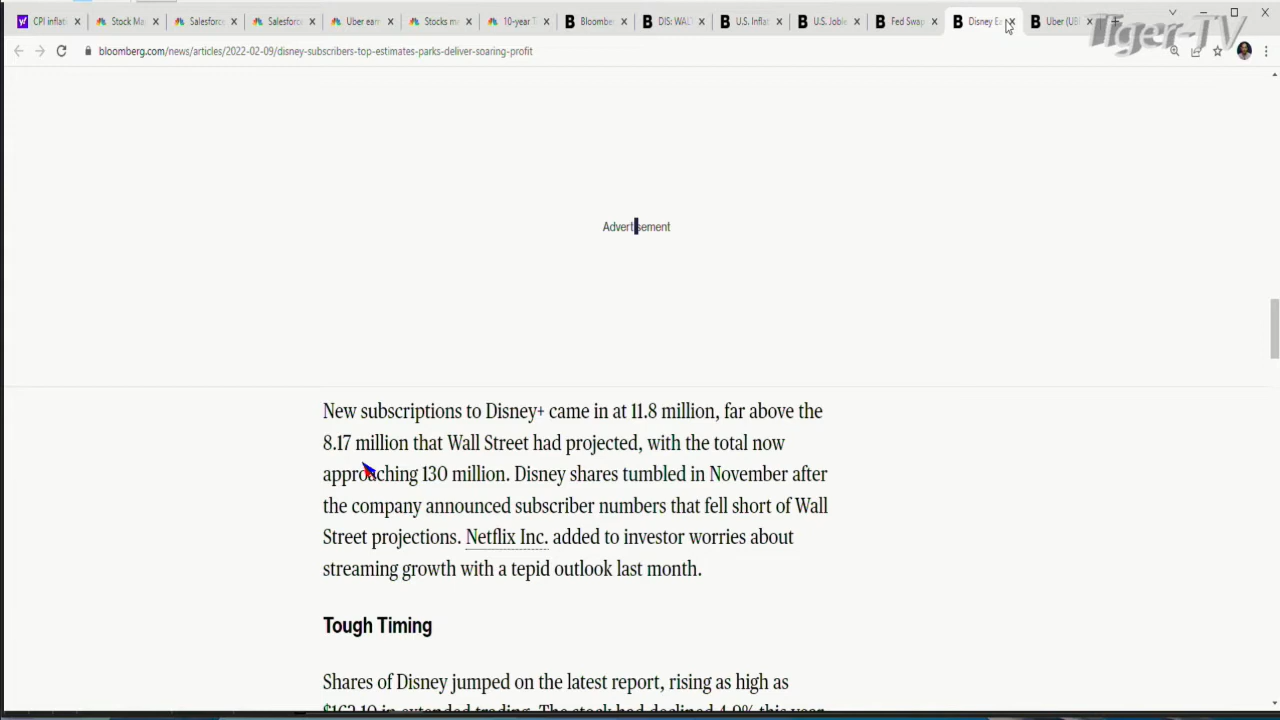 CPI inflati
Stock Ma
Salesforce
Salesforc
Uber earn
Stocks me
10-year T
Bloomber
DIS: WAL
U.S. Inflat
U.S. Joble
Fed Swap
Disney Ea
Uber (UB
Tiger-TV
bloomberg.com/news/articles/2022-02-09/disney-subscribers-top-estimates-parks-deliver-soaring-profit
Advertisement
New subscriptions to Disney+ came in at 11.8 million, far above the
8.17 million that Wall Street had projected, with the total now
approaching 130 million. Disney shares tumbled in November after
the company announced subscriber numbers that fell short of Wall
Street projections. Netflix Inc. added to investor worries about
streaming growth with a tepid outlook last month.
Tough Timing
Shares of Disney jumped on the latest report, rising as high as
$162.10 in extended trading. The stock had declined 4.9% this year